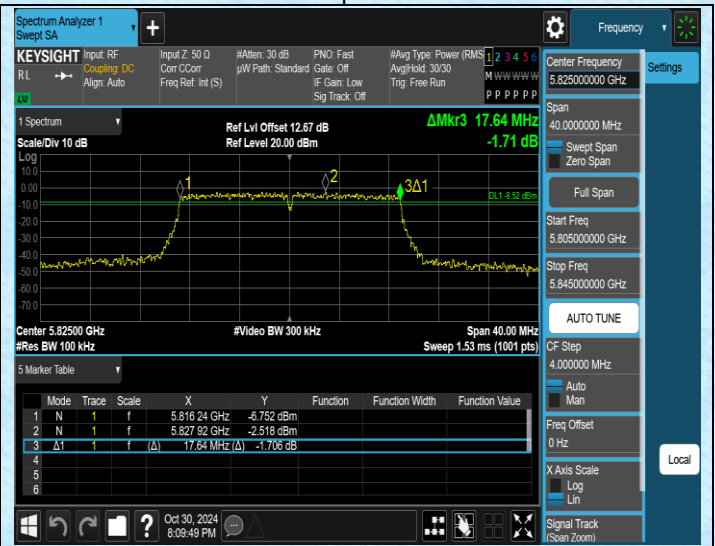 Spectrum Analyzer 1
Swept SA
Frequency
KEYSIGHT
RL
Input: RF
Coupling: DC
Align: Auto
Input Z: 50 Ω
Corr CCorr
Freq Ref: Int (S)
#Atten: 30 dB
µW Path: Standard
PNO: Fast
Gate: Off
IF Gain: Low
Sig Track: Off
#Avg Type: Power (RMS
Avg|Hold: 30/30
Trig: Free Run
1 2 3 4 5 6
M W W W W W
P P P P P P
LXI
1 Spectrum
Scale/Div 10 dB
Ref Lvl Offset 12.67 dB
Ref Level 20.00 dBm
ΔMkr3 17.64 MHz
-1.71 dB
Log
10.0
0.00
-10.0
-20.0
-30.0
-40.0
-50.0
-60.0
-70.0
1
2
3Δ1
DL1 -8.52 dBm
Center 5.82500 GHz
#Res BW 100 kHz
#Video BW 300 kHz
Span 40.00 MHz
Sweep 1.53 ms (1001 pts)
5 Marker Table
Mode Trace Scale X Y Function Function Width Function Value
1 N 1 f 5.816 24 GHz -6.752 dBm
2 N 1 f 5.827 92 GHz -2.518 dBm
3 Δ1 1 f (Δ) 17.64 MHz (Δ) -1.706 dB
4
5
6
?
Oct 30, 2024
8:09:49 PM
Center Frequency
5.825000000 GHz
Span
40.0000000 MHz
Swept Span
Zero Span
Full Span
Start Freq
5.805000000 GHz
Stop Freq
5.845000000 GHz
AUTO TUNE
CF Step
4.000000 MHz
Auto
Man
Freq Offset
0 Hz
X Axis Scale
Log
Lin
Signal Track
(Span Zoom)
Settings
Local